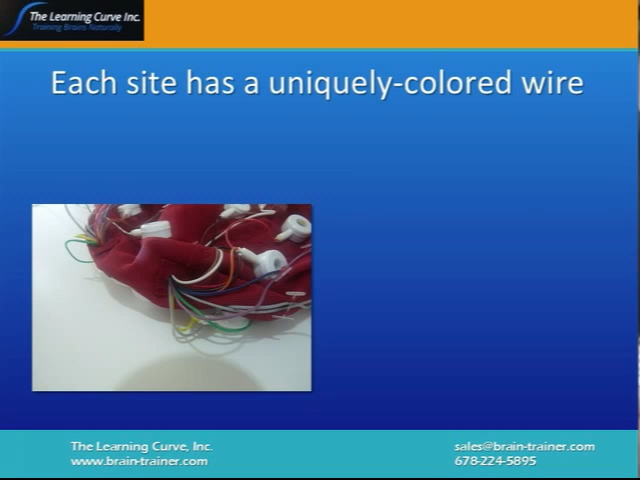 The Learning Curve Inc.
Training Brains Naturally
Each site has a uniquely-colored wire
The Learning Curve, Inc.
www.brain-trainer.com
sales@brain-trainer.com
678-224-5895